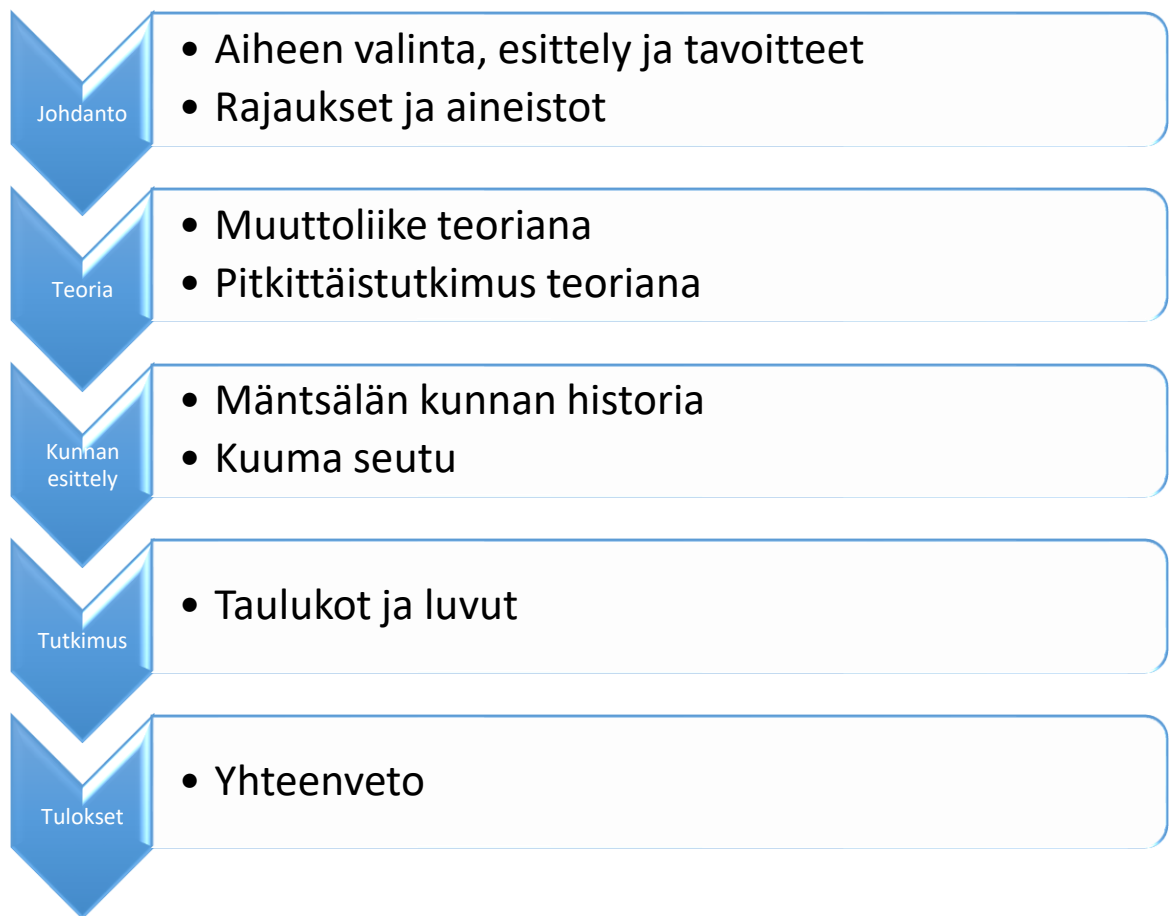 Johdanto
• Aiheen valinta, esittely ja tavoitteet
• Rajaukset ja aineistot
Teoria
• Muuttoliike teoriana
• Pitkittäistutkimus teoriana
Kunnan
esittely
• Mäntsälän kunnan historia
• Kuuma seutu
Tutkimus
• Taulukot ja luvut
Tulokset
• Yhteenveto